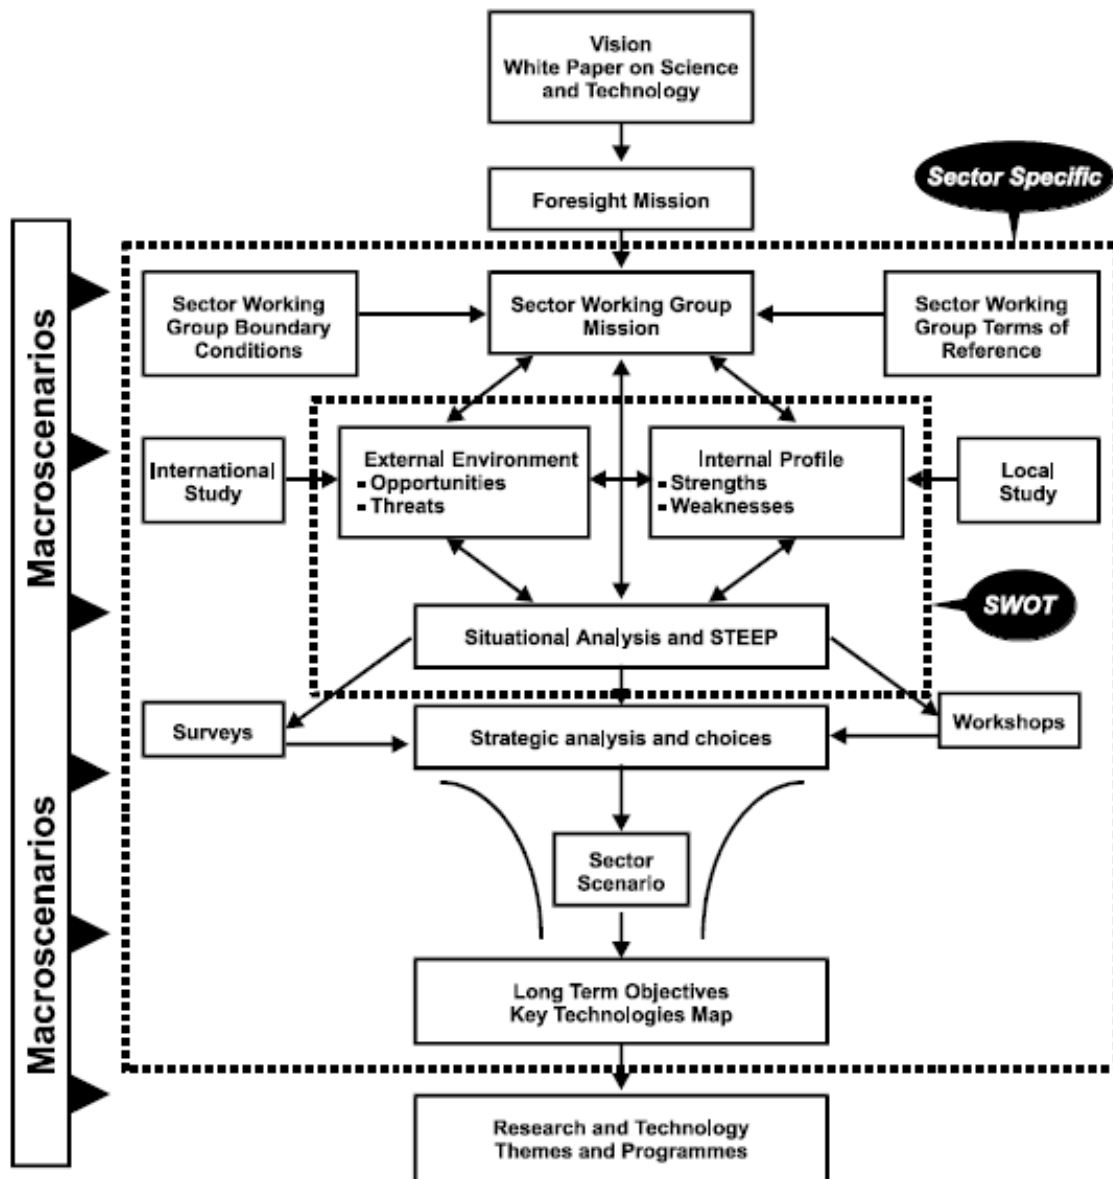 Vision
White Paper on Science
and Technology
Foresight Mission
Sector Specific
Macroscenarios
Macroscenarios
Sector Working
Group Boundary
Conditions
Sector Working Group
Mission
Sector Working
Group Terms of
Reference
International
Study
External Environment
▪ Opportunities
▪ Threats
Internal Profile
▪ Strengths
▪ Weaknesses
Local
Study
SWOT
Situational Analysis and STEEP
Surveys
Strategic analysis and choices
Workshops
Sector
Scenario
Long Term Objectives
Key Technologies Map
Research and Technology
Themes and Programmes